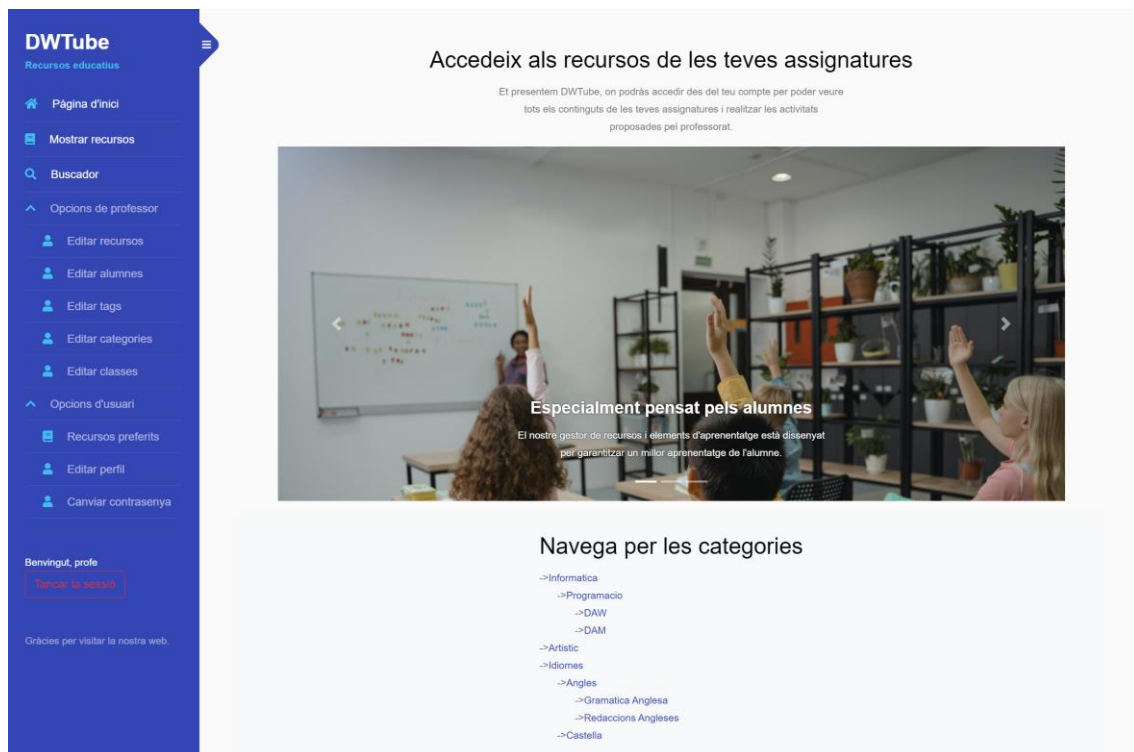 DWTube
Recursos educatius
Pàgina d'inici
Mostrar recursos
Buscador
Opcions de professor
Editar recursos
Editar alumnes
Editar tags
Editar categories
Editar classes
Opcions d'usuari
Recursos preferits
Editar perfil
Canviar contrasenya
Benvingut, profe
Tancar la sessió
Gràcies per visitar la nostra web.
Accedeix als recursos de les teves assignatures
Et presentem DWTube, on podràs accedir des del teu compte per poder veure
tots els continguts de les teves assignatures i realitzar les activitats
proposades pel professorat.
Especialment pensat pels alumnes
El nostre gestor de recursos i elements d'aprenentatge està dissenyat
per garantitzar un millor aprenentatge de l'alumne.
Navega per les categories
->Informatica
->Programacio
->DAW
->DAM
->Artistic
->Idiomes
->Angles
->Gramatica Anglesa
->Redaccions Angleses
->Castella